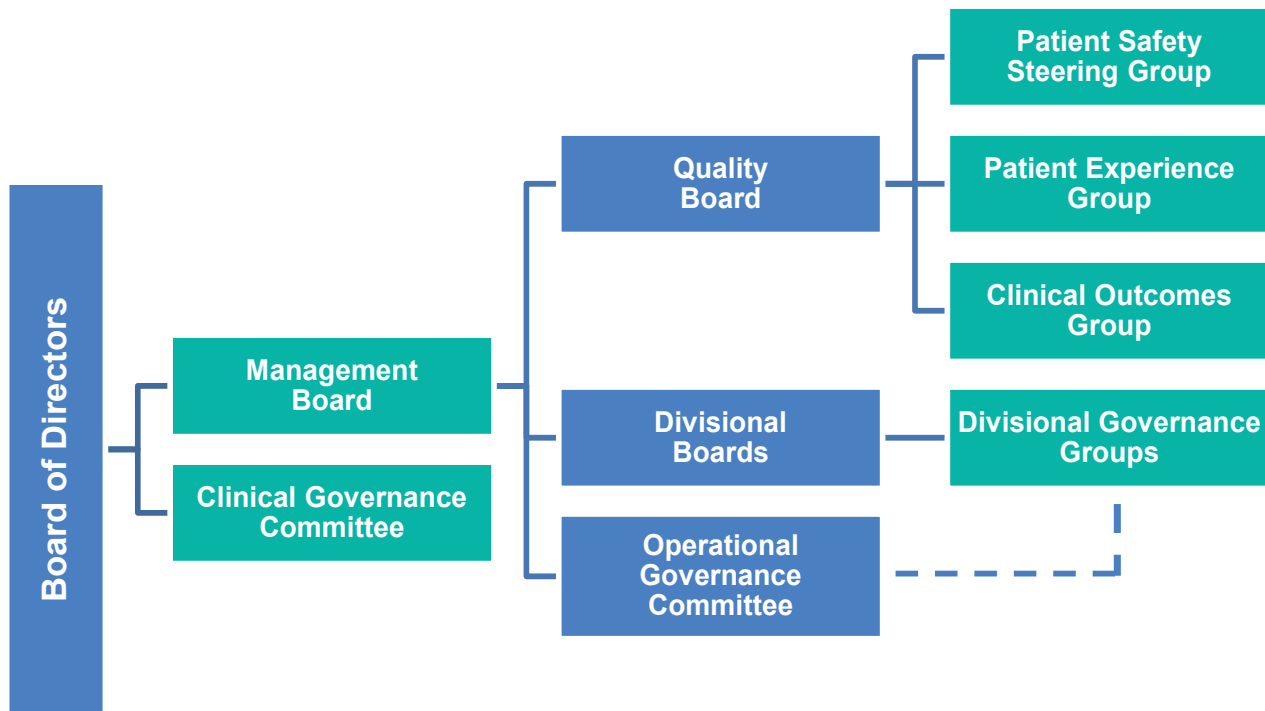 Board of Directors
Management
Board
Clinical Governance
Committee
Quality
Board
Divisional
Boards
Operational
Governance
Committee
Patient Safety
Steering Group
Patient Experience
Group
Clinical Outcomes
Group
Divisional Governance
Groups